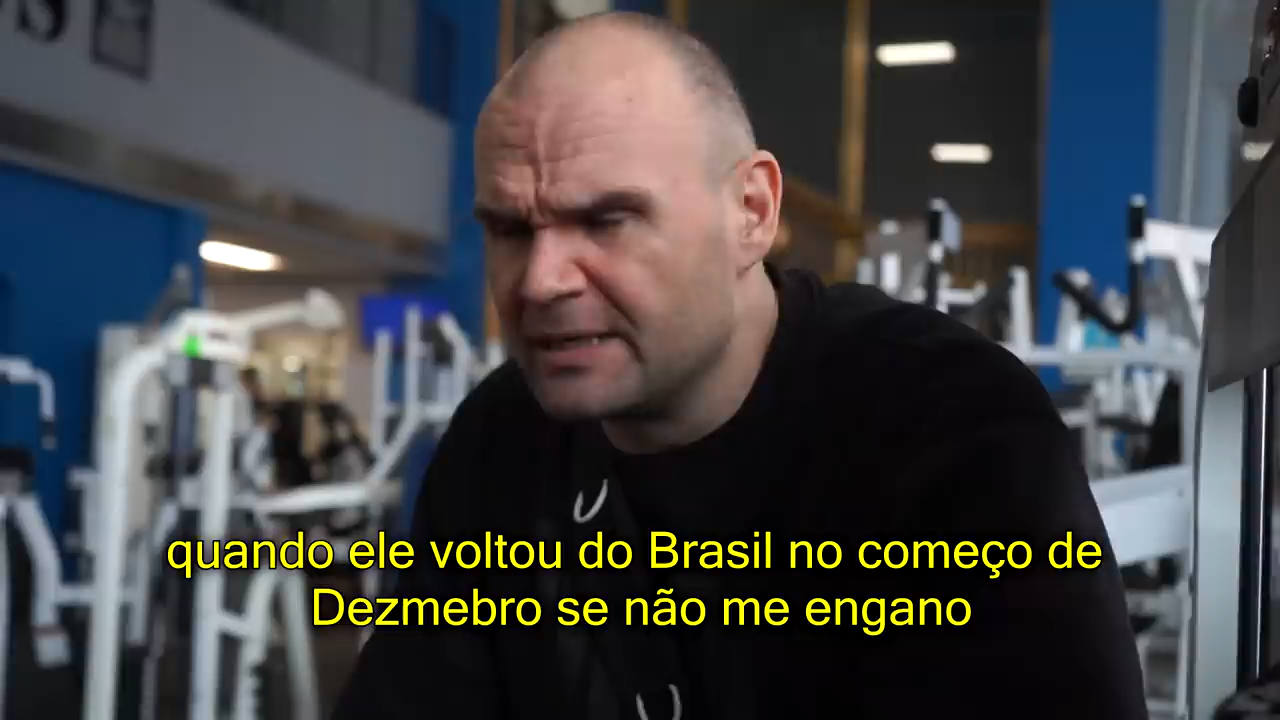 quando ele voltou do Brasil no começo de
Dezmebro se não me engano